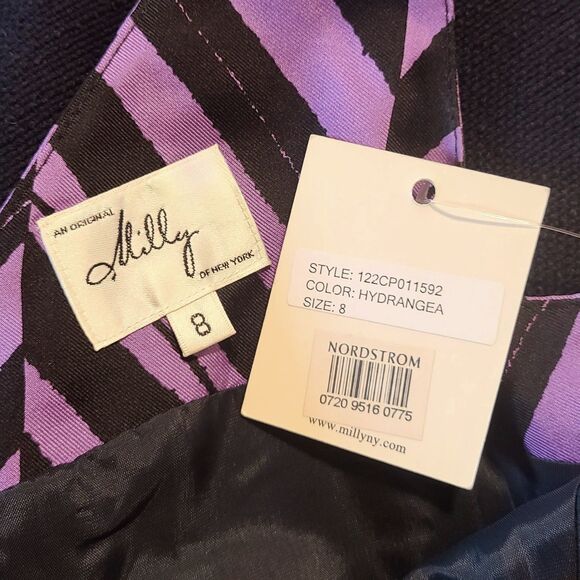 AN ORIGINAL
Milly
OF NEW YORK
8
STYLE: 122CP011592
COLOR: HYDRANGEA
SIZE: 8
NORDSTROM
0720 9516 0775
www.millyny.com